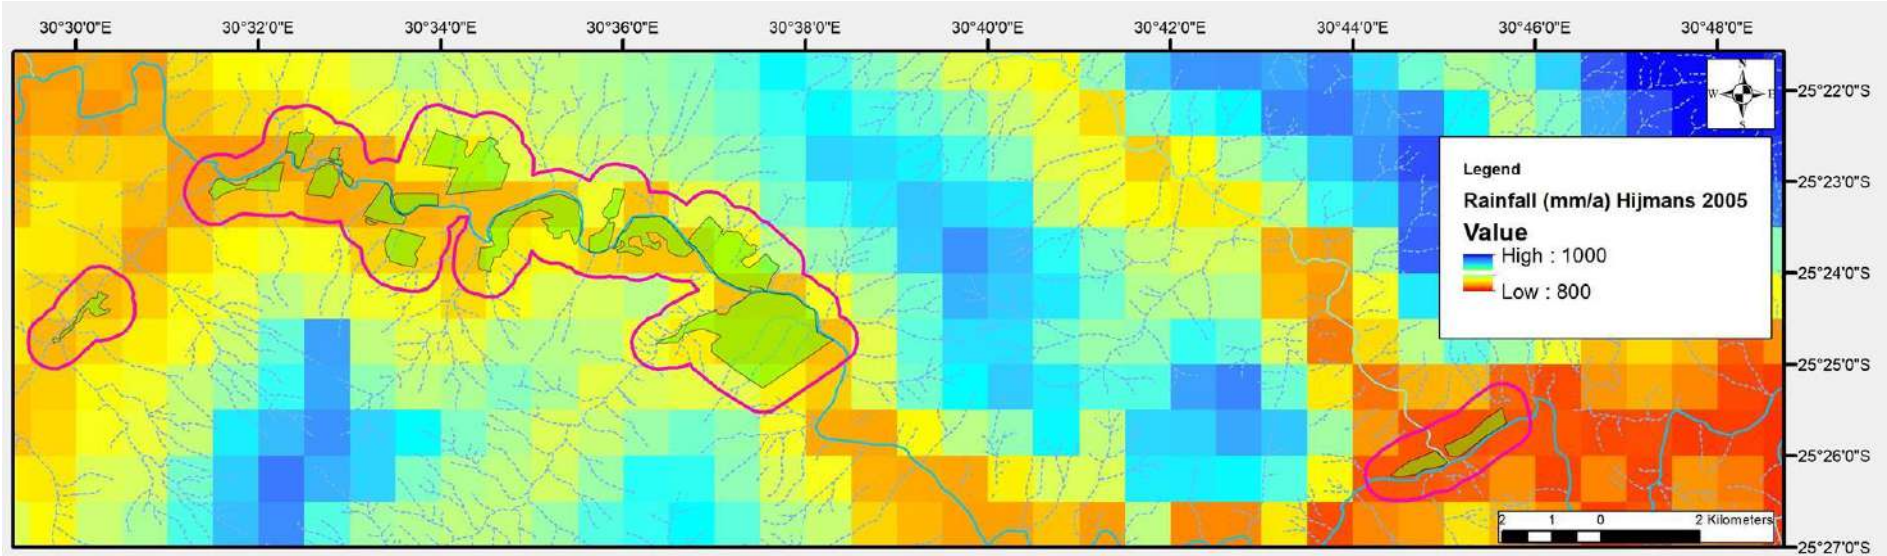 30°30'0"E 30°32'0"E 30°34'0"E 30°36'0"E 30°38'0"E 30°40'0"E 30°42'0"E 30°44'0"E 30°46'0"E 30°48'0"E
N
W E
S
25°22'0"S
25°23'0"S
25°24'0"S
25°25'0"S
25°26'0"S
25°27'0"S
Legend
Rainfall (mm/a) Hijmans 2005
Value
High : 1000
Low : 800
2 1 0 2 Kilometers